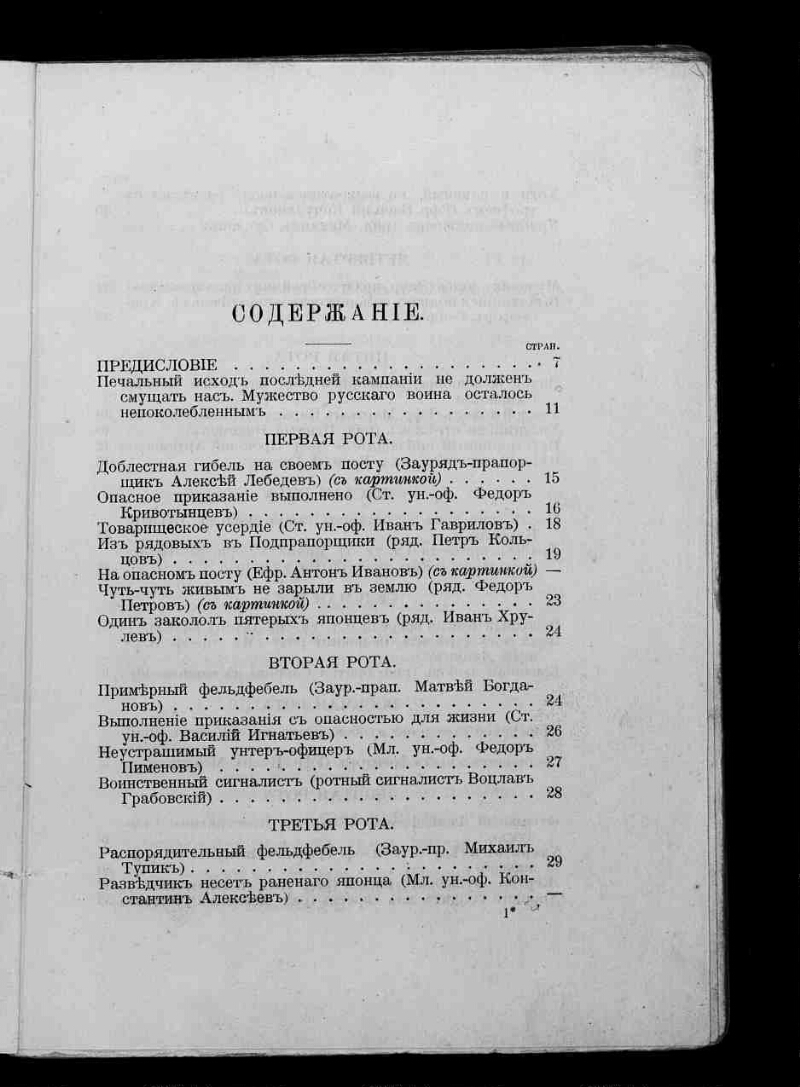 СОДЕРЖАНІЕ.
СТРАН.
ПРЕДИСЛОВІЕ . . . . . . . . . . . . . . . . . . 7
Печальный исходъ послѣдней кампаніи не долженъ
смущать насъ. Мужество русскаго воина осталось
непоколебленнымъ . . . . . . . . . . . . . . . . 11
ПЕРВАЯ РОТА.
Доблестная гибель на своемъ посту (Заурядъ-прапор-
щикъ Алексѣй Лебедевъ) (съ картинкой) . . . . . . 15
Опасное приказаніе выполнено (Ст. ун.-оф. Федоръ
Кривотынцевъ) . . . . . . . . . . . . . . . . . 16
Товарищеское усердіе (Ст. ун.-оф. Иванъ Гавриловъ) . 18
Изъ рядовыхъ въ Подпрапорщики (ряд. Петръ Коль-
цовъ) . . . . . . . . . . . . . . . . . . . . . 19
На опасномъ посту (Ефр. Антонъ Ивановъ) (съ картинкой) —
Чуть-чуть живымъ не зарыли въ землю (ряд. Федоръ
Петровъ) (съ картинкой) . . . . . . . . . . . . . 23
Одинъ закололъ пятерыхъ японцевъ (ряд. Иванъ Хру-
левъ) . . . . . . . . . . . . . . . . . . . . . 24
ВТОРАЯ РОТА.
Примѣрный фельдфебель (Заур.-прап. Матвѣй Богда-
новъ) . . . . . . . . . . . . . . . . . . . . . 24
Выполненіе приказанія съ опасностью для жизни (Ст.
ун.-оф. Василій Игнатьевъ) . . . . . . . . . . . . 26
Неустрашимый унтеръ-офицеръ (Мл. ун.-оф. Федоръ
Пименовъ) . . . . . . . . . . . . . . . . . . . 27
Воинственный сигналистъ (ротный сигналистъ Воцлавъ
Грабовскій) . . . . . . . . . . . . . . . . . . . 28
ТРЕТЬЯ РОТА.
Распорядительный фельдфебель (Заур.-пр. Михаилъ
Тупикъ) . . . . . . . . . . . . . . . . . . . . 29
Развѣдчикъ несетъ раненаго японца (Мл. ун.-оф. Кон-
стантинъ Алексѣевъ) . . . . . . . . . . . . . . . —
1*